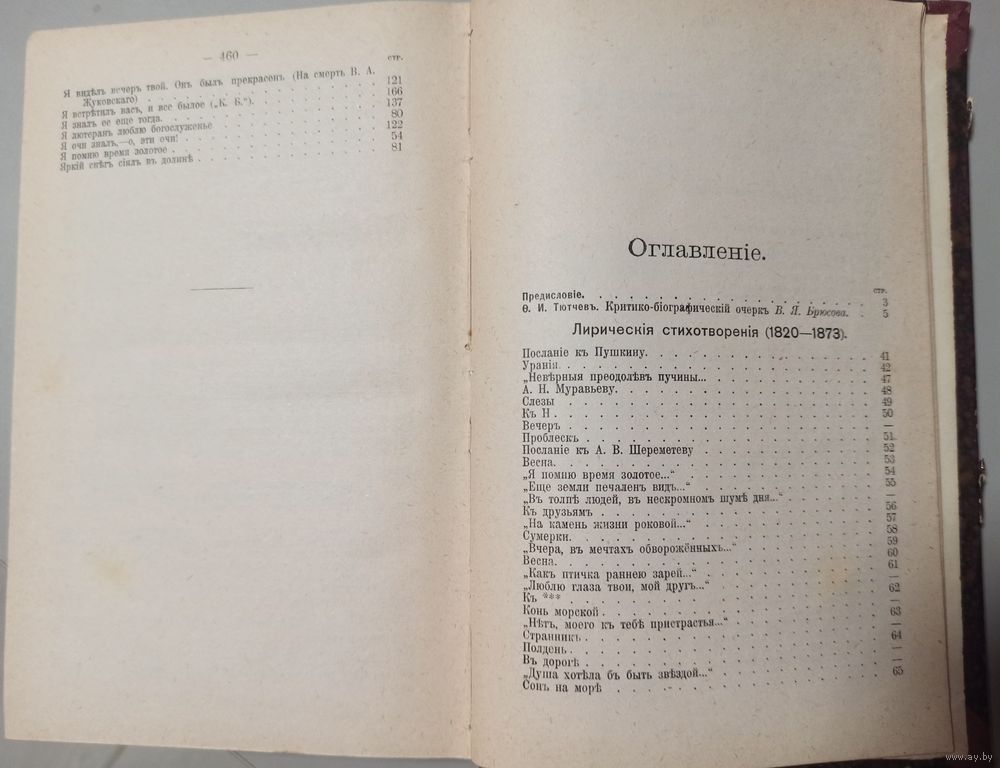 — 460 —
стр.
Я видѣлъ вечеръ твой. Онъ былъ прекрасенъ (На смерть В. А.
Жуковскаго) . . . . . . . . . . . . 121
Я встрѣтилъ васъ, и все былое („К. Б.“). . . . . . . . 166
Я зналъ ее еще тогда. . . . . . . . . . . . 137
Я лютеранъ люблю богослуженье . . . . . . . . . . 80
Я очи зналъ,—о, эти очи! . . . . . . . . . . . 122
Я помню время золотое . . . . . . . . . . . . 54
Яркій снѣгъ сіялъ въ долинѣ . . . . . . . . . . . 81
Оглавленіе.
стр.
Предисловіе. . . . . . . . . . . . . . . 3
Ѳ. И. Тютчевъ. Критико-біографическій очеркъ В. Я. Брюсова. . 5
Лирическія стихотворенія (1820—1873).
Посланіе къ Пушкину. . . . . . . . . . . . . 41
Уранія. . . . . . . . . . . . . . . . 42
„Невѣрныя преодолѣвъ пучины... . . . . . . . . . . 47
А. Н. Муравьеву. . . . . . . . . . . . . . 48
Слезы . . . . . . . . . . . . . . . . 49
Къ Н . . . . . . . . . . . . . . . . 50
Вечеръ . . . . . . . . . . . . . . . . —
Проблескъ . . . . . . . . . . . . . . . 51
Посланіе къ А. В. Шереметеву . . . . . . . . . . 52
Весна. . . . . . . . . . . . . . . . . 53
„Я помню время золотое...“ . . . . . . . . . . . 54
„Еще земли печаленъ видъ...“ . . . . . . . . . . 55
„Въ толпѣ людей, въ нескромномъ шумѣ дня...“ . . . . . —
Къ друзьямъ . . . . . . . . . . . . . . 56
„На камень жизни роковой...“ . . . . . . . . . . 57
Сумерки. . . . . . . . . . . . . . . . 58
„Вчера, въ мечтахъ обворожённыхъ...“ . . . . . . . . 59
Весна. . . . . . . . . . . . . . . . . 60
„Какъ птичка раннею зарей...“ . . . . . . . . . . 61
„Люблю глаза твои, мой другъ...“ . . . . . . . . . —
Къ *** . . . . . . . . . . . . . . . . 62
Конь морской . . . . . . . . . . . . . . —
„Нѣтъ, моего къ тебѣ пристрастья...“ . . . . . . . . 63
Странникъ . . . . . . . . . . . . . . . —
Полдень . . . . . . . . . . . . . . . . 64
Въ дорогѣ . . . . . . . . . . . . . . . —
„Душа хотѣла бъ быть звѣздой...“ . . . . . . . . . —
Сонъ на морѣ . . . . . . . . . . . . . . 65
www.ay.by